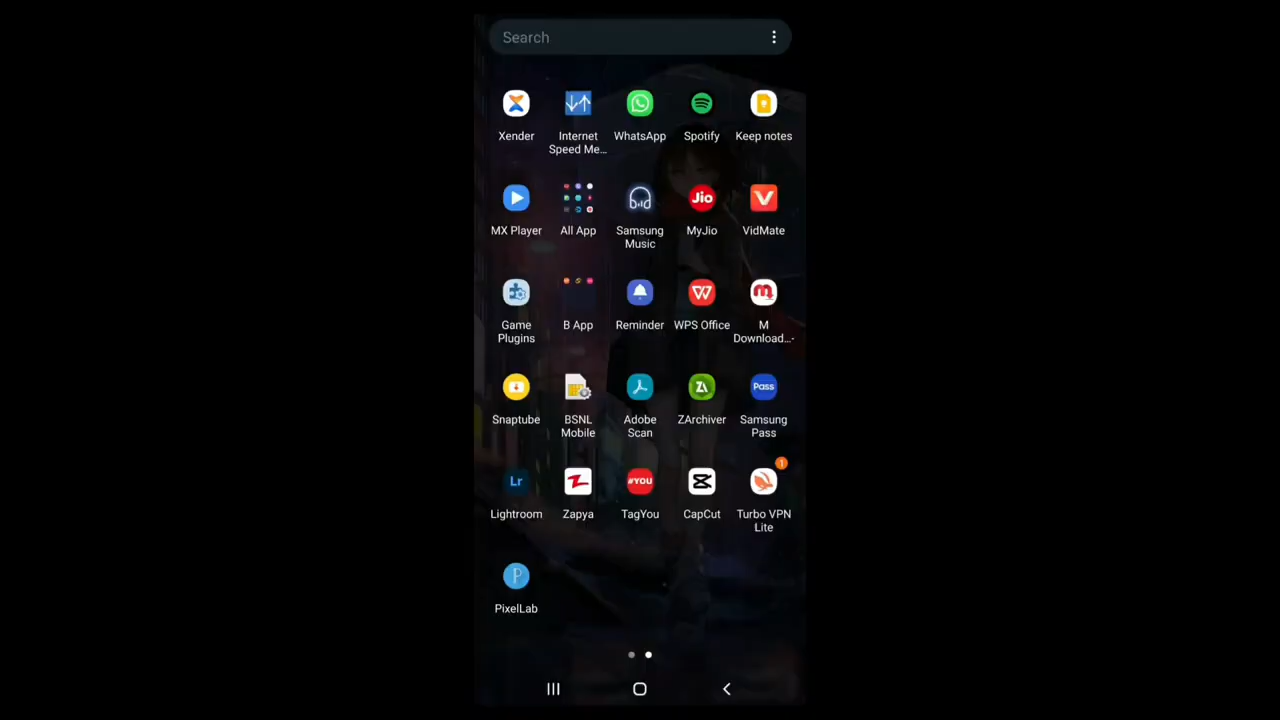 Search
Xender
Internet
Speed Me...
WhatsApp
Spotify
Keep notes
MX Player
All App
Samsung
Music
Jio
MyJio
VidMate
Game
Plugins
B App
Reminder
WPS Office
M
Download...
Snaptube
BSNL
Mobile
Adobe
Scan
ZArchiver
Pass
Samsung
Pass
Lr
Lightroom
Zapya
#YOU
TagYou
CapCut
1
Turbo VPN
Lite
P
PixelLab